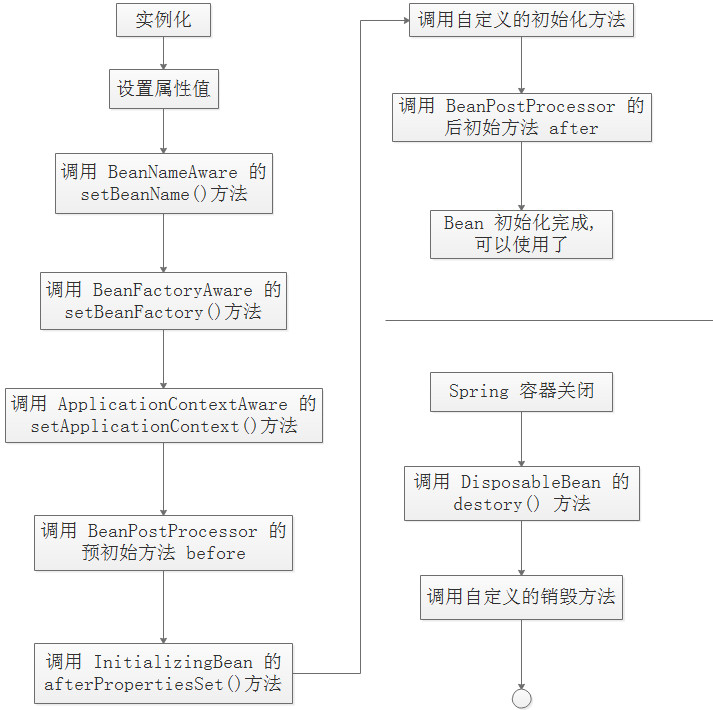 实例化
设置属性值
调用 BeanNameAware 的
setBeanName()方法
调用 BeanFactoryAware 的
setBeanFactory()方法
调用 ApplicationContextAware 的
setApplicationContext()方法
调用 BeanPostProcessor 的
预初始方法 before
调用 InitializingBean 的
afterPropertiesSet()方法
调用自定义的初始化方法
调用 BeanPostProcessor 的
后初始方法 after
Bean 初始化完成,
可以使用了
Spring 容器关闭
调用 DisposableBean 的
destory() 方法
调用自定义的销毁方法